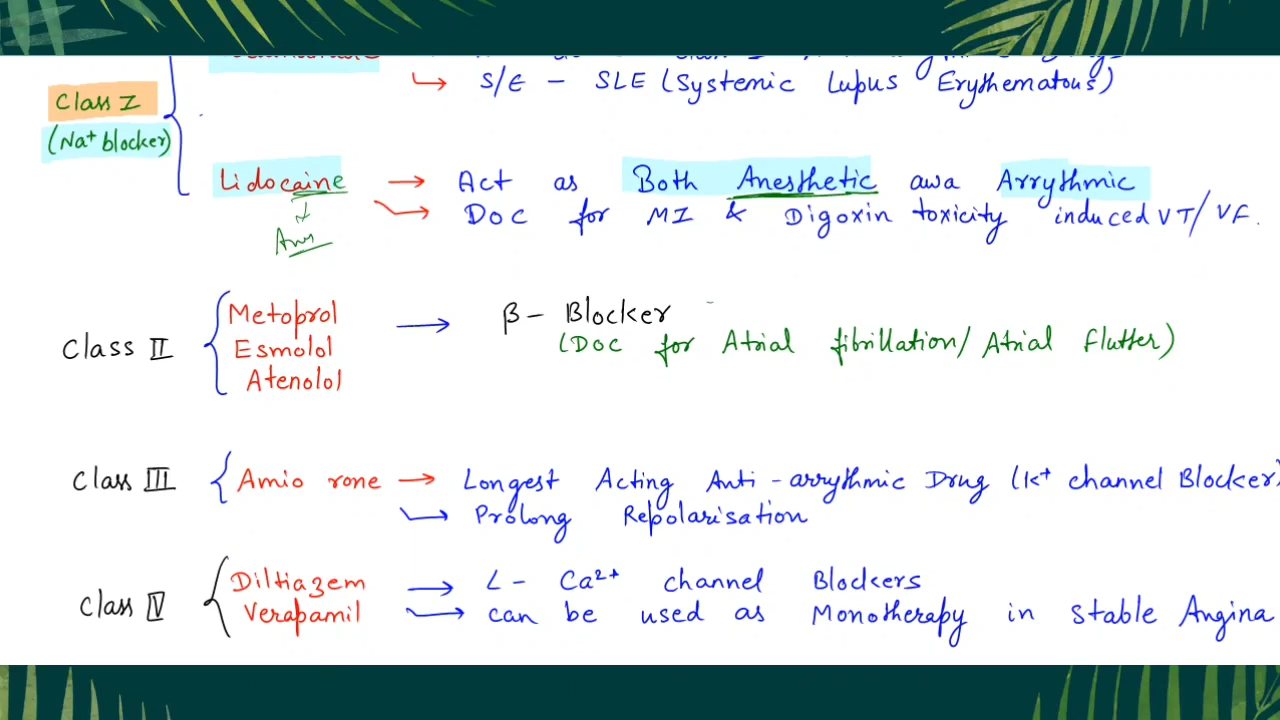 ↳ S/E - SLE (Systemic Lupus Erythematous)
Class I
(Na+ blocker)
Lidocaine → Act as Both Anesthetic awa Arrythmic
↳ DOC for MI & Digoxin toxicity induced VT/VF.
Ans
Class II
Metoprol → β- Blocker
Esmolol (DOC for Atrial fibrillation/Atrial flutter)
Atenolol
Class III Amio rone → Longest Acting Anti-arrythmic Drug (K+ channel Blocker)
↳ Prolong Repolarisation
Class IV
Diltiazem → L- Ca2+ channel Blockers
Verapamil ↳ can be used as Monotherapy in stable Angina